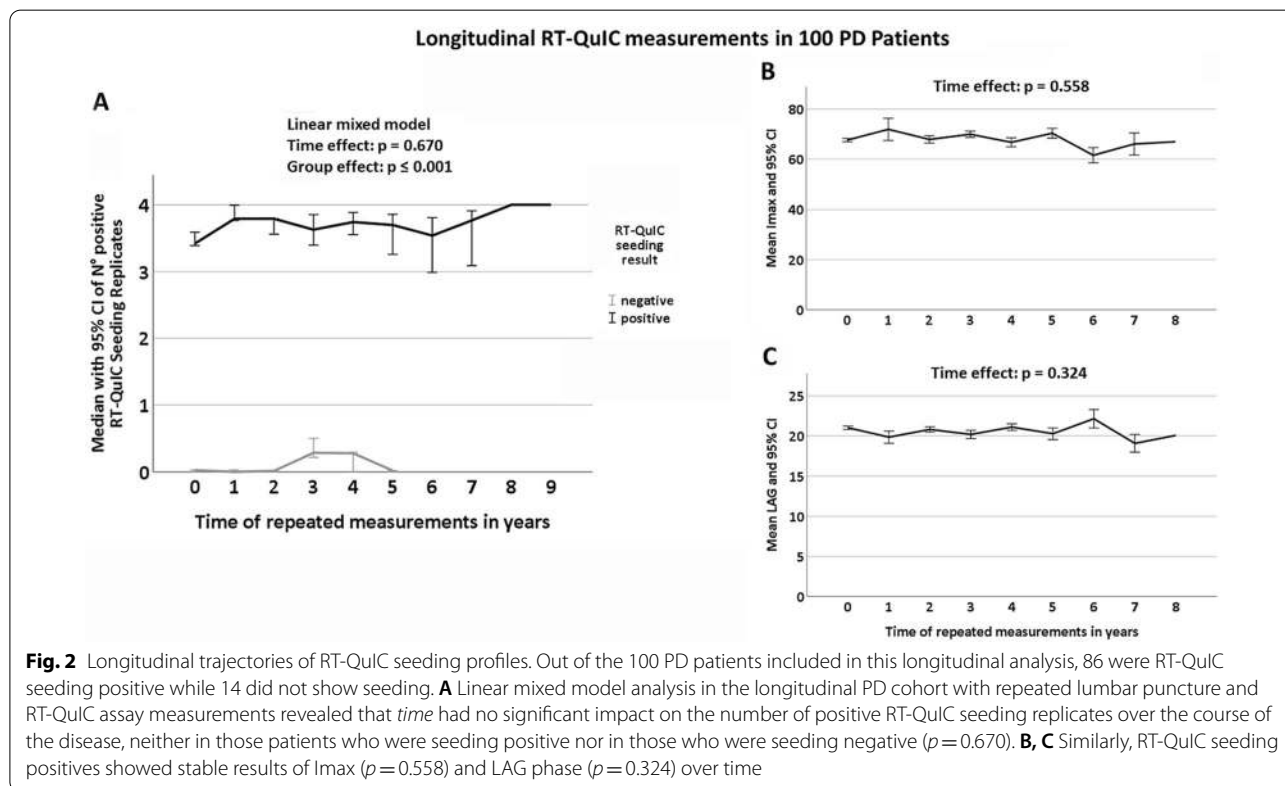 Longitudinal RT-QuIC measurements in 100 PD Patients
A
Linear mixed model
Time effect: p = 0.670
Group effect: p ≤ 0.001
Median with 95% CI of N° positive
RT-QuIC Seeding Replicates
4
3
2
1
0
0 1 2 3 4 5 6 7 8 9
Time of repeated measurements in years
RT-QuIC
seeding
result
negative
positive
B
Time effect: p = 0.558
Mean Imax and 95% CI
80
60
40
20
0
0 1 2 3 4 5 6 7 8
C
Time effect: p = 0.324
Mean LAG and 95% CI
25
20
15
10
5
0
0 1 2 3 4 5 6 7 8
Time of repeated measurements in years
Fig. 2 Longitudinal trajectories of RT-QuIC seeding profiles. Out of the 100 PD patients included in this longitudinal analysis, 86 were RT-QuIC
seeding positive while 14 did not show seeding. A Linear mixed model analysis in the longitudinal PD cohort with repeated lumbar puncture and
RT-QuIC assay measurements revealed that time had no significant impact on the number of positive RT-QuIC seeding replicates over the course of
the disease, neither in those patients who were seeding positive nor in those who were seeding negative (p = 0.670). B, C Similarly, RT-QuIC seeding
positives showed stable results of Imax (p = 0.558) and LAG phase (p = 0.324) over time